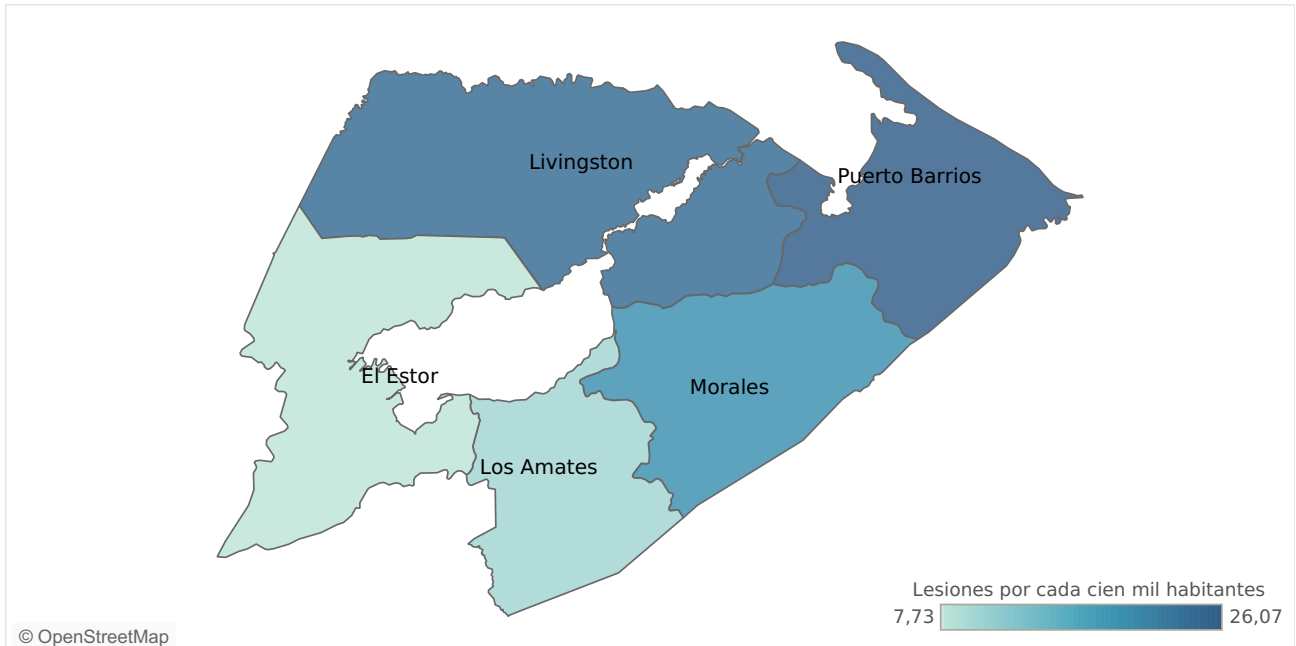 Livingston
Puerto Barrios
El Estor
Morales
Los Amates
Lesiones por cada cien mil habitantes
7,73 26,07
© OpenStreetMap